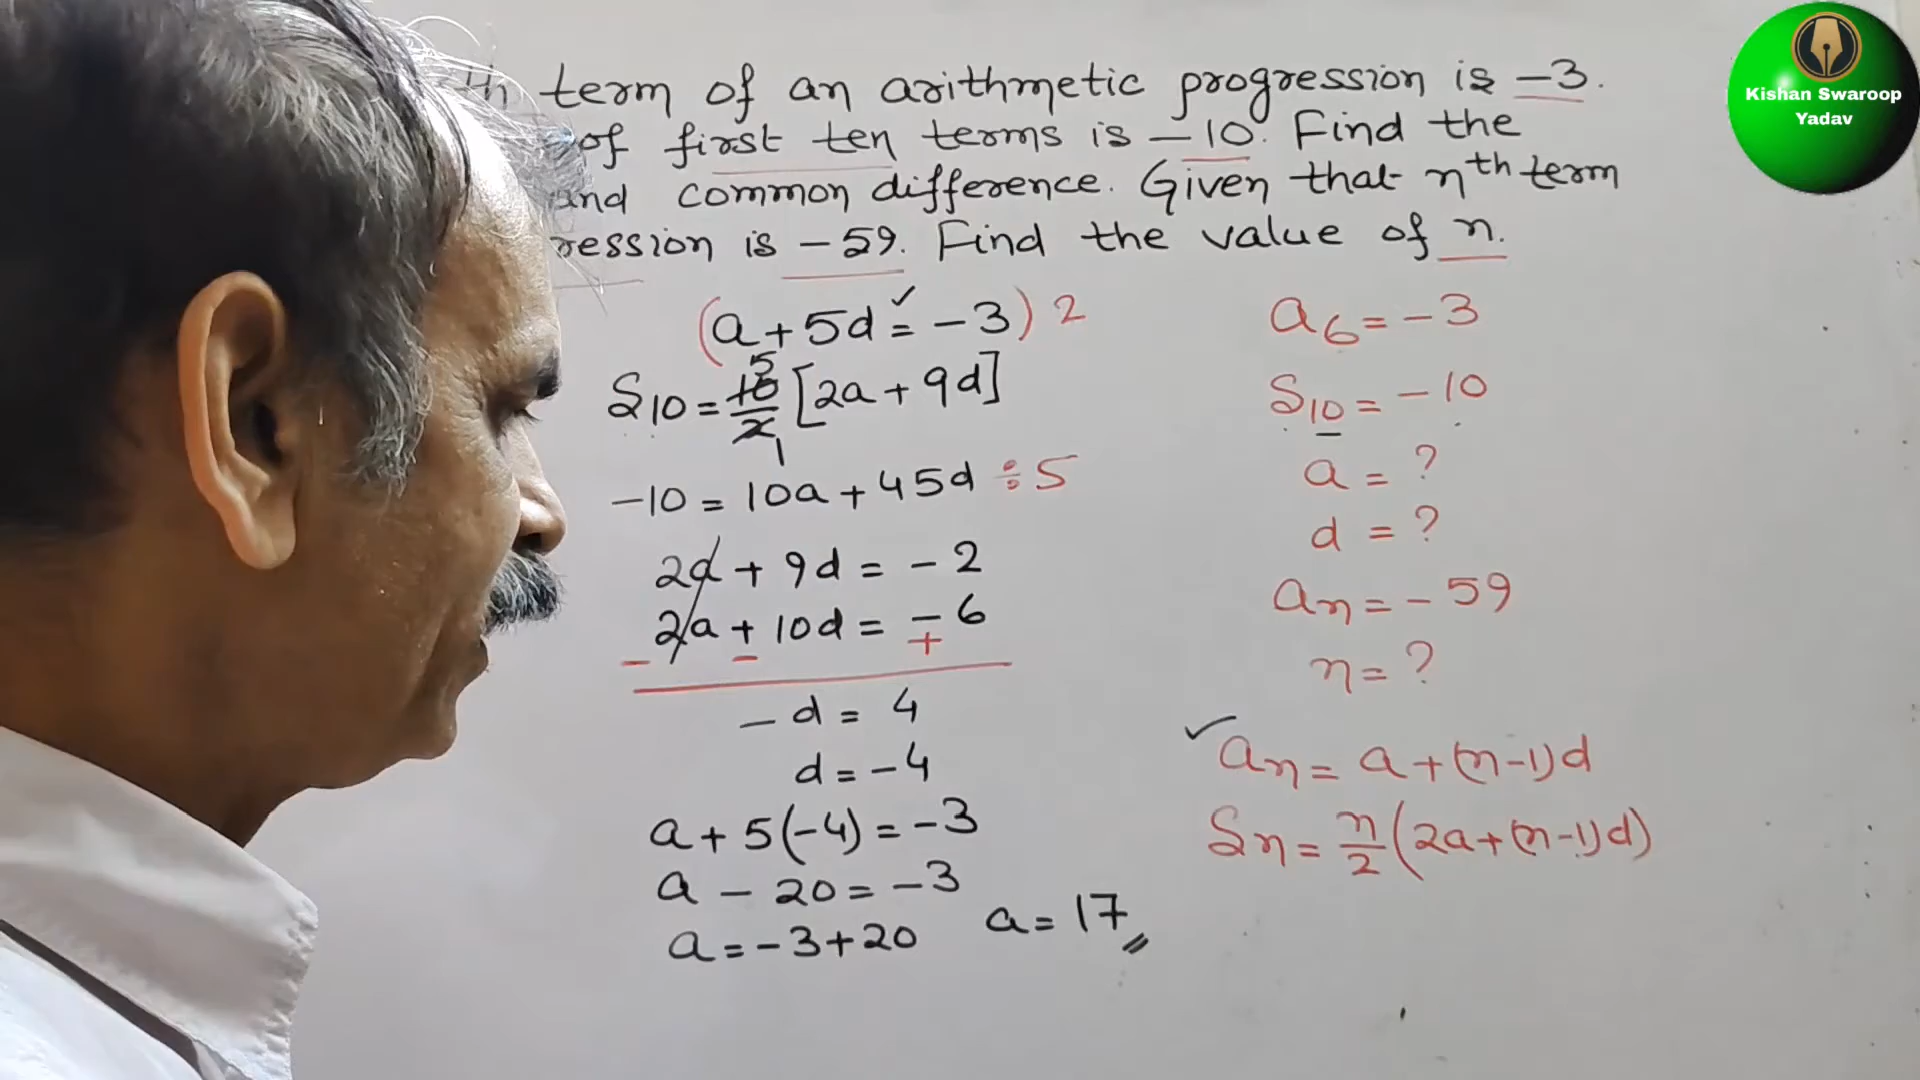 th term of an arithmetic progression is -3.
of first ten terms is -10. Find the
and common difference. Given that nth term
ression is -59. Find the value of n.
(a + 5d = -3) 2
S10 = 10/2 [2a + 9d]
5
1
-10 = 10a + 45d ÷ 5
2a + 9d = -2
2a + 10d = -6
- - +
-d = 4
d = -4
a + 5(-4) = -3
a - 20 = -3
a = -3 + 20
a = 17
a6 = -3
S10 = -10
a = ?
d = ?
an = -59
n = ?
✓ an = a + (n-1)d
Sn = n/2 (2a + (n-1)d)
Kishan Swaroop
Yadav